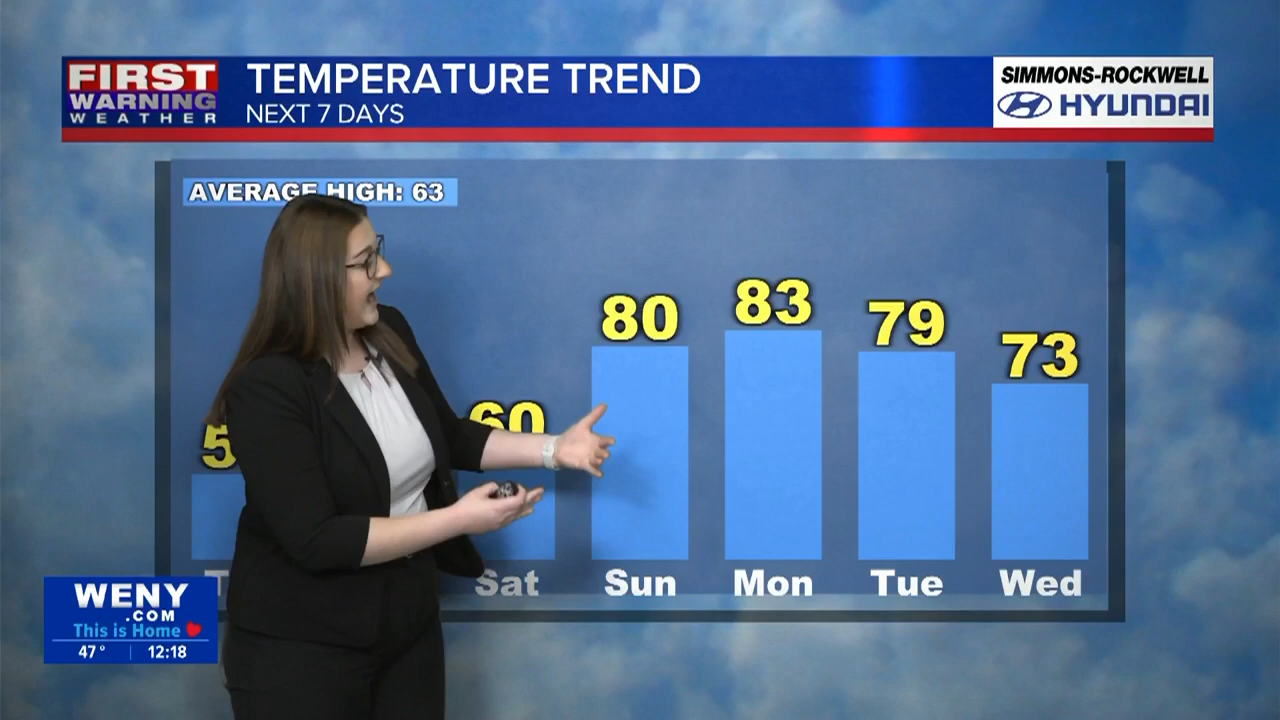 FIRST
WARNING
WEATHER
TEMPERATURE TREND
NEXT 7 DAYS
SIMMONS-ROCKWELL
HYUNDAI
AVERAGE HIGH: 63
80
83
79
73
60
Sat
Sun
Mon
Tue
Wed
WENY
.COM
This is Home
47° 12:18